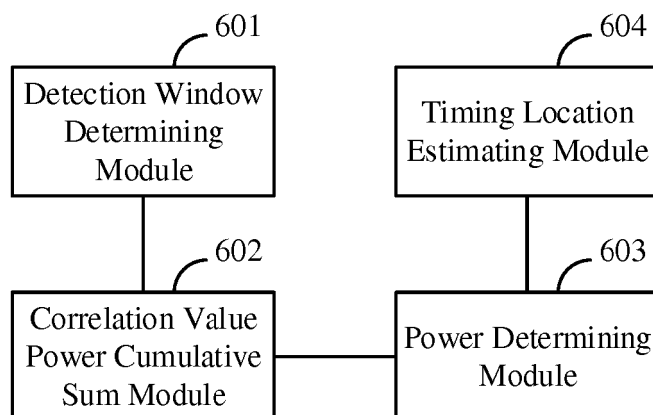 601
Detection Window
Determining
Module
604
Timing Location
Estimating Module
602
Correlation Value
Power Cumulative
Sum Module
603
Power Determining
Module